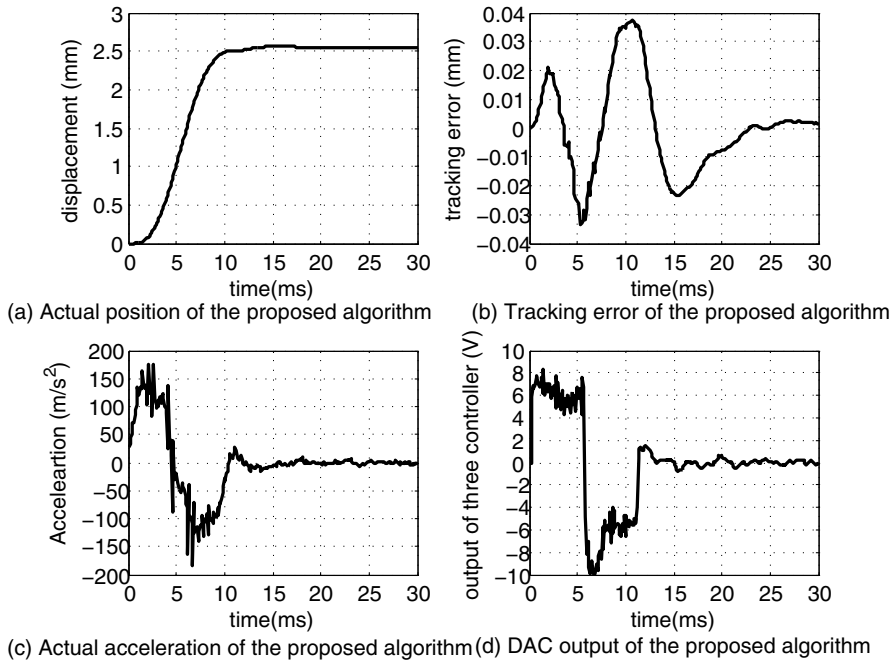 3
2.5
2
1.5
1
0.5
0
0 5 10 15 20 25 30
displacement (mm)
time(ms)
(a) Actual position of the proposed algorithm
0.04
0.03
0.02
0.01
0
−0.01
−0.02
−0.03
−0.04
0 5 10 15 20 25 30
tracking error (mm)
time(ms)
(b) Tracking error of the proposed algorithm
200
150
100
50
0
−50
−100
−150
−200
0 5 10 15 20 25 30
Acceleartion (m/s²)
time(ms)
(c) Actual acceleration of the proposed algorithm
10
8
6
4
2
0
−2
−4
−6
−8
−10
0 5 10 15 20 25 30
output of three controller (V)
time(ms)
(d) DAC output of the proposed algorithm